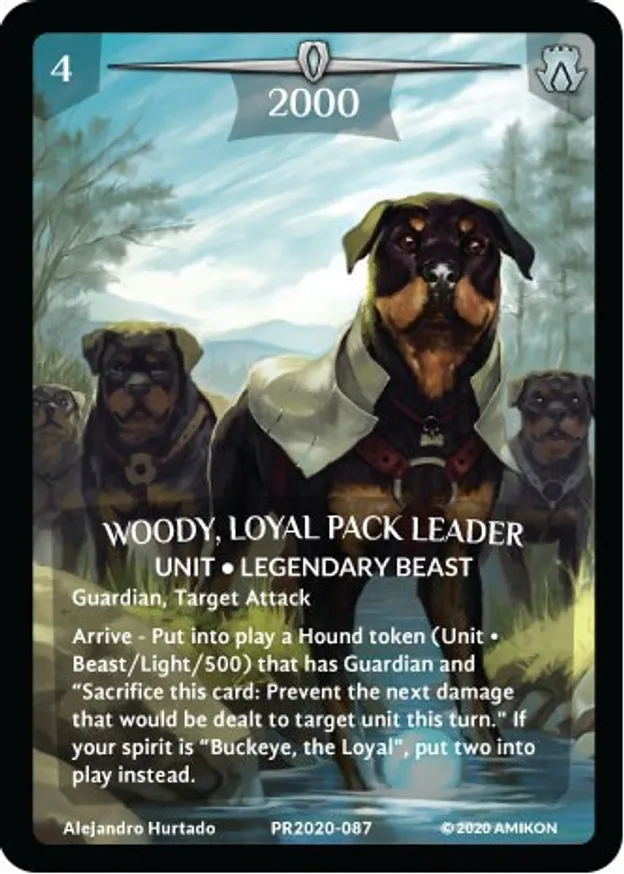 4
2000
WOODY, LOYAL PACK LEADER
UNIT • LEGENDARY BEAST
Guardian, Target Attack
Arrive - Put into play a Hound token (Unit •
Beast/Light/500) that has Guardian and
“Sacrifice this card: Prevent the next damage
that would be dealt to target unit this turn." If
your spirit is “Buckeye, the Loyal”, put two into
play instead.
Alejandro Hurtado PR2020-087 ©2020 AMIKON